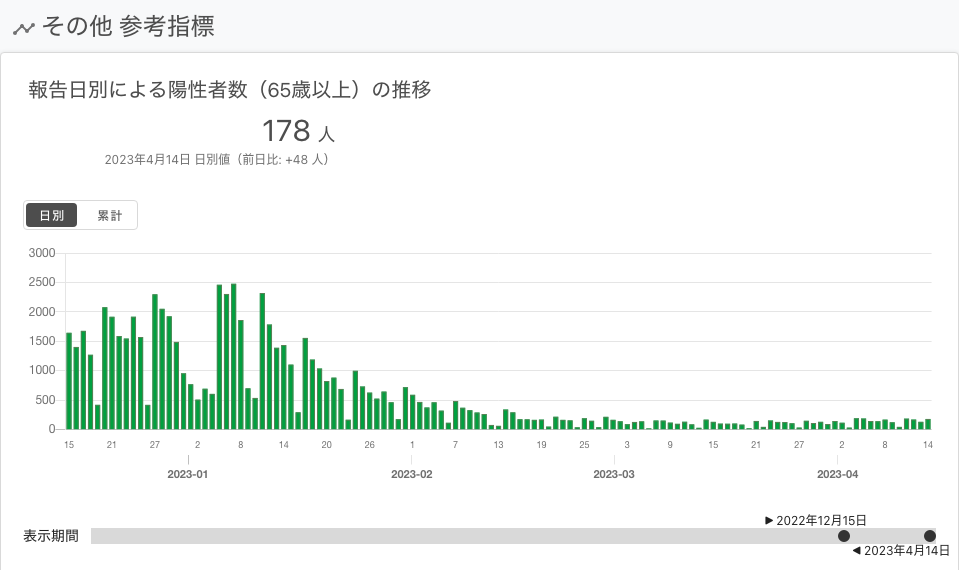 その他 参考指標
報告日別による陽性者数（65歳以上）の推移
178 人
2023年4月14日 日別値（前日比: +48 人）
日別 累計
3000
2500
2000
1500
1000
500
0
15 21 27 2 8 14 20 26 1 7 13 19 25 3 9 15 21 27 2 8 14
2023-01 2023-02 2023-03 2023-04
▶ 2022年12月15日
表示期間
◀ 2023年4月14日